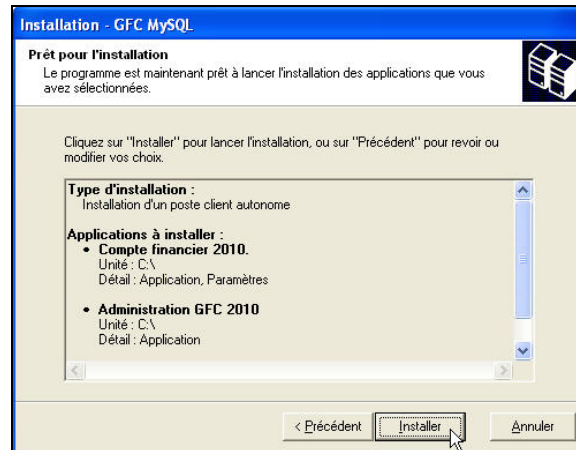 Installation - GFC MySQL
Prêt pour l'installation
Le programme est maintenant prêt à lancer l'installation des applications que vous
avez sélectionnées.
Cliquez sur "Installer" pour lancer l'installation, ou sur "Précédent" pour revoir ou
modifier vos choix.
Type d'installation :
Installation d'un poste client autonome
Applications à installer :
• Compte financier 2010.
Unité : C:\
Détail : Application, Paramètres
• Administration GFC 2010
Unité : C:\
Détail : Application
< Précédent
Installer
Annuler